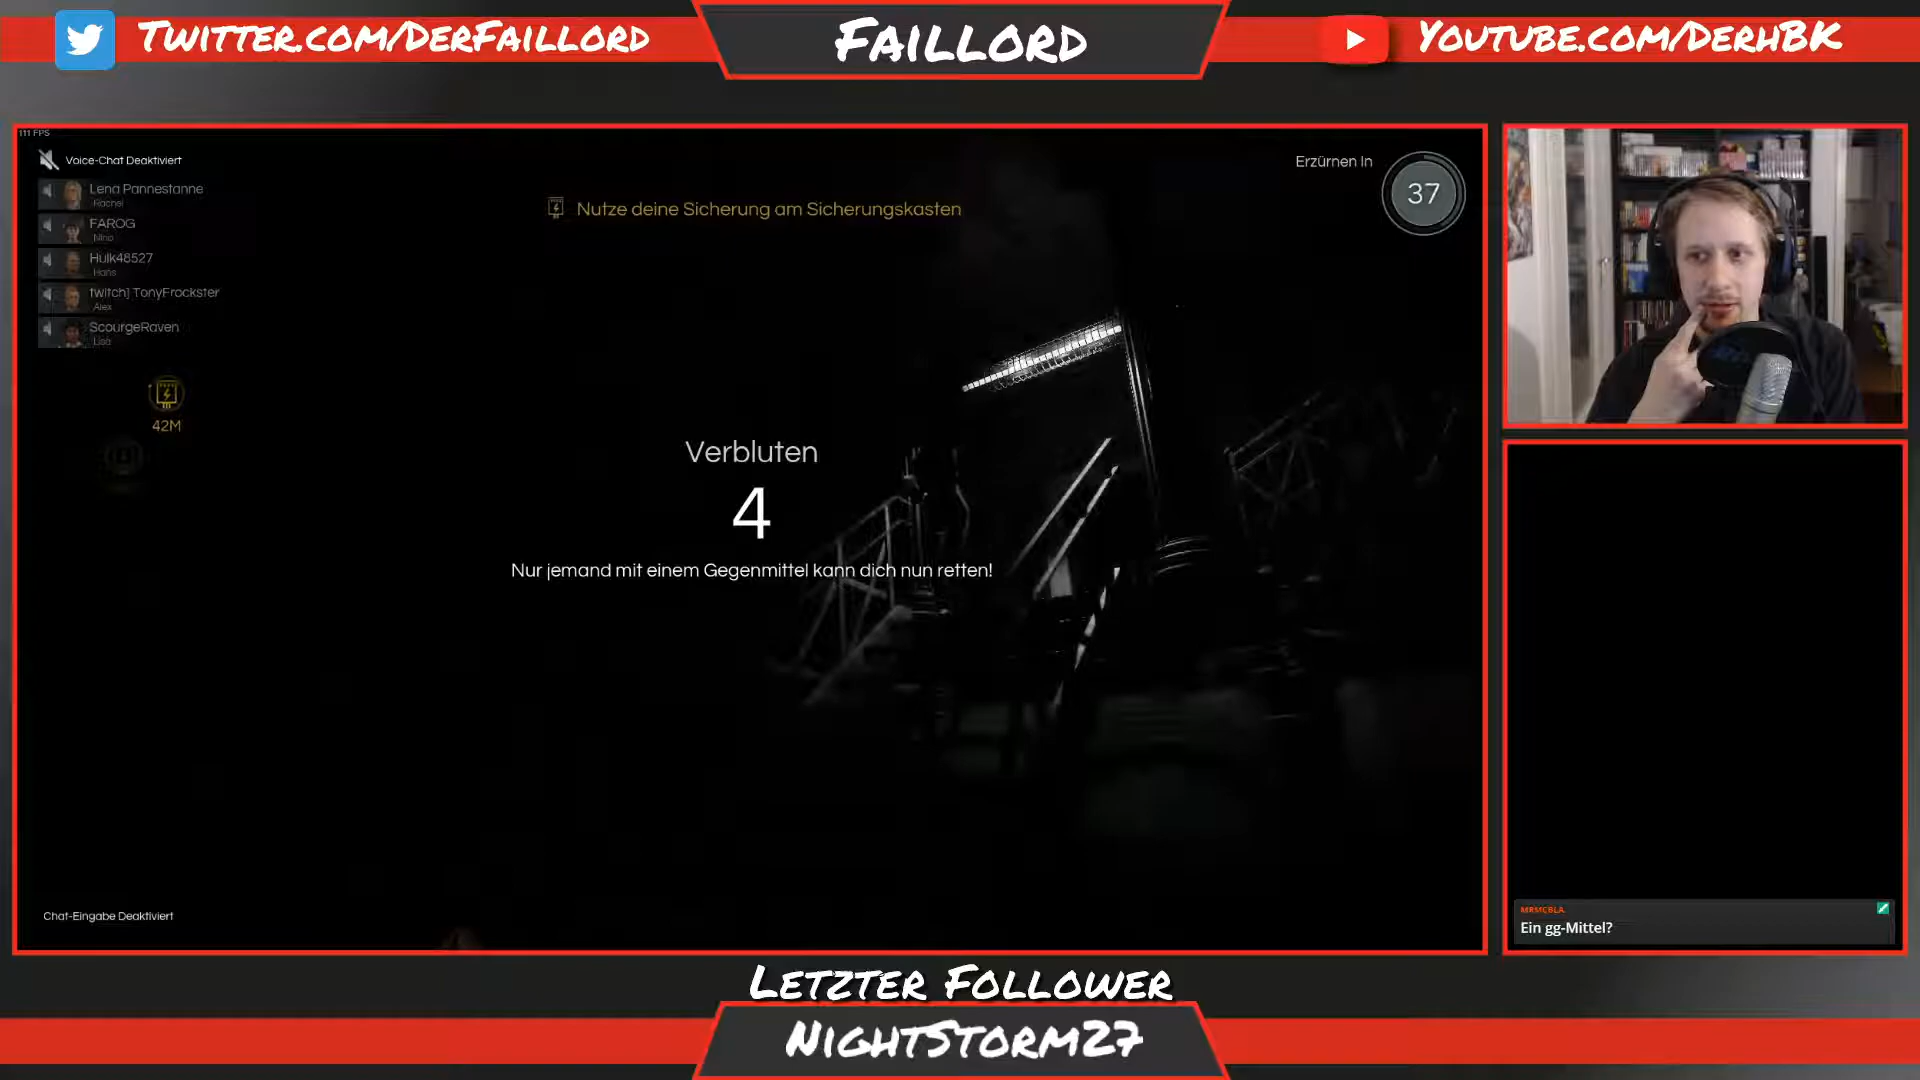 Twitter.com/DerFaillord
Faillord
Youtube.com/DerhBK
111 FPS
Voice-Chat Deaktiviert
Lena Pannestanne
Rachel
FAROG
Nino
Hulk48527
Hans
twitch] TonyFrockster
Alex
ScourgeRaven
Lisa
42M
Nutze deine Sicherung am Sicherungskasten
Erzürnen In
37
Verbluten
4
Nur jemand mit einem Gegenmittel kann dich nun retten!
Chat-Eingabe Deaktiviert
MRMCBLA
Ein gg-Mittel?
Letzter Follower
NightStorm27